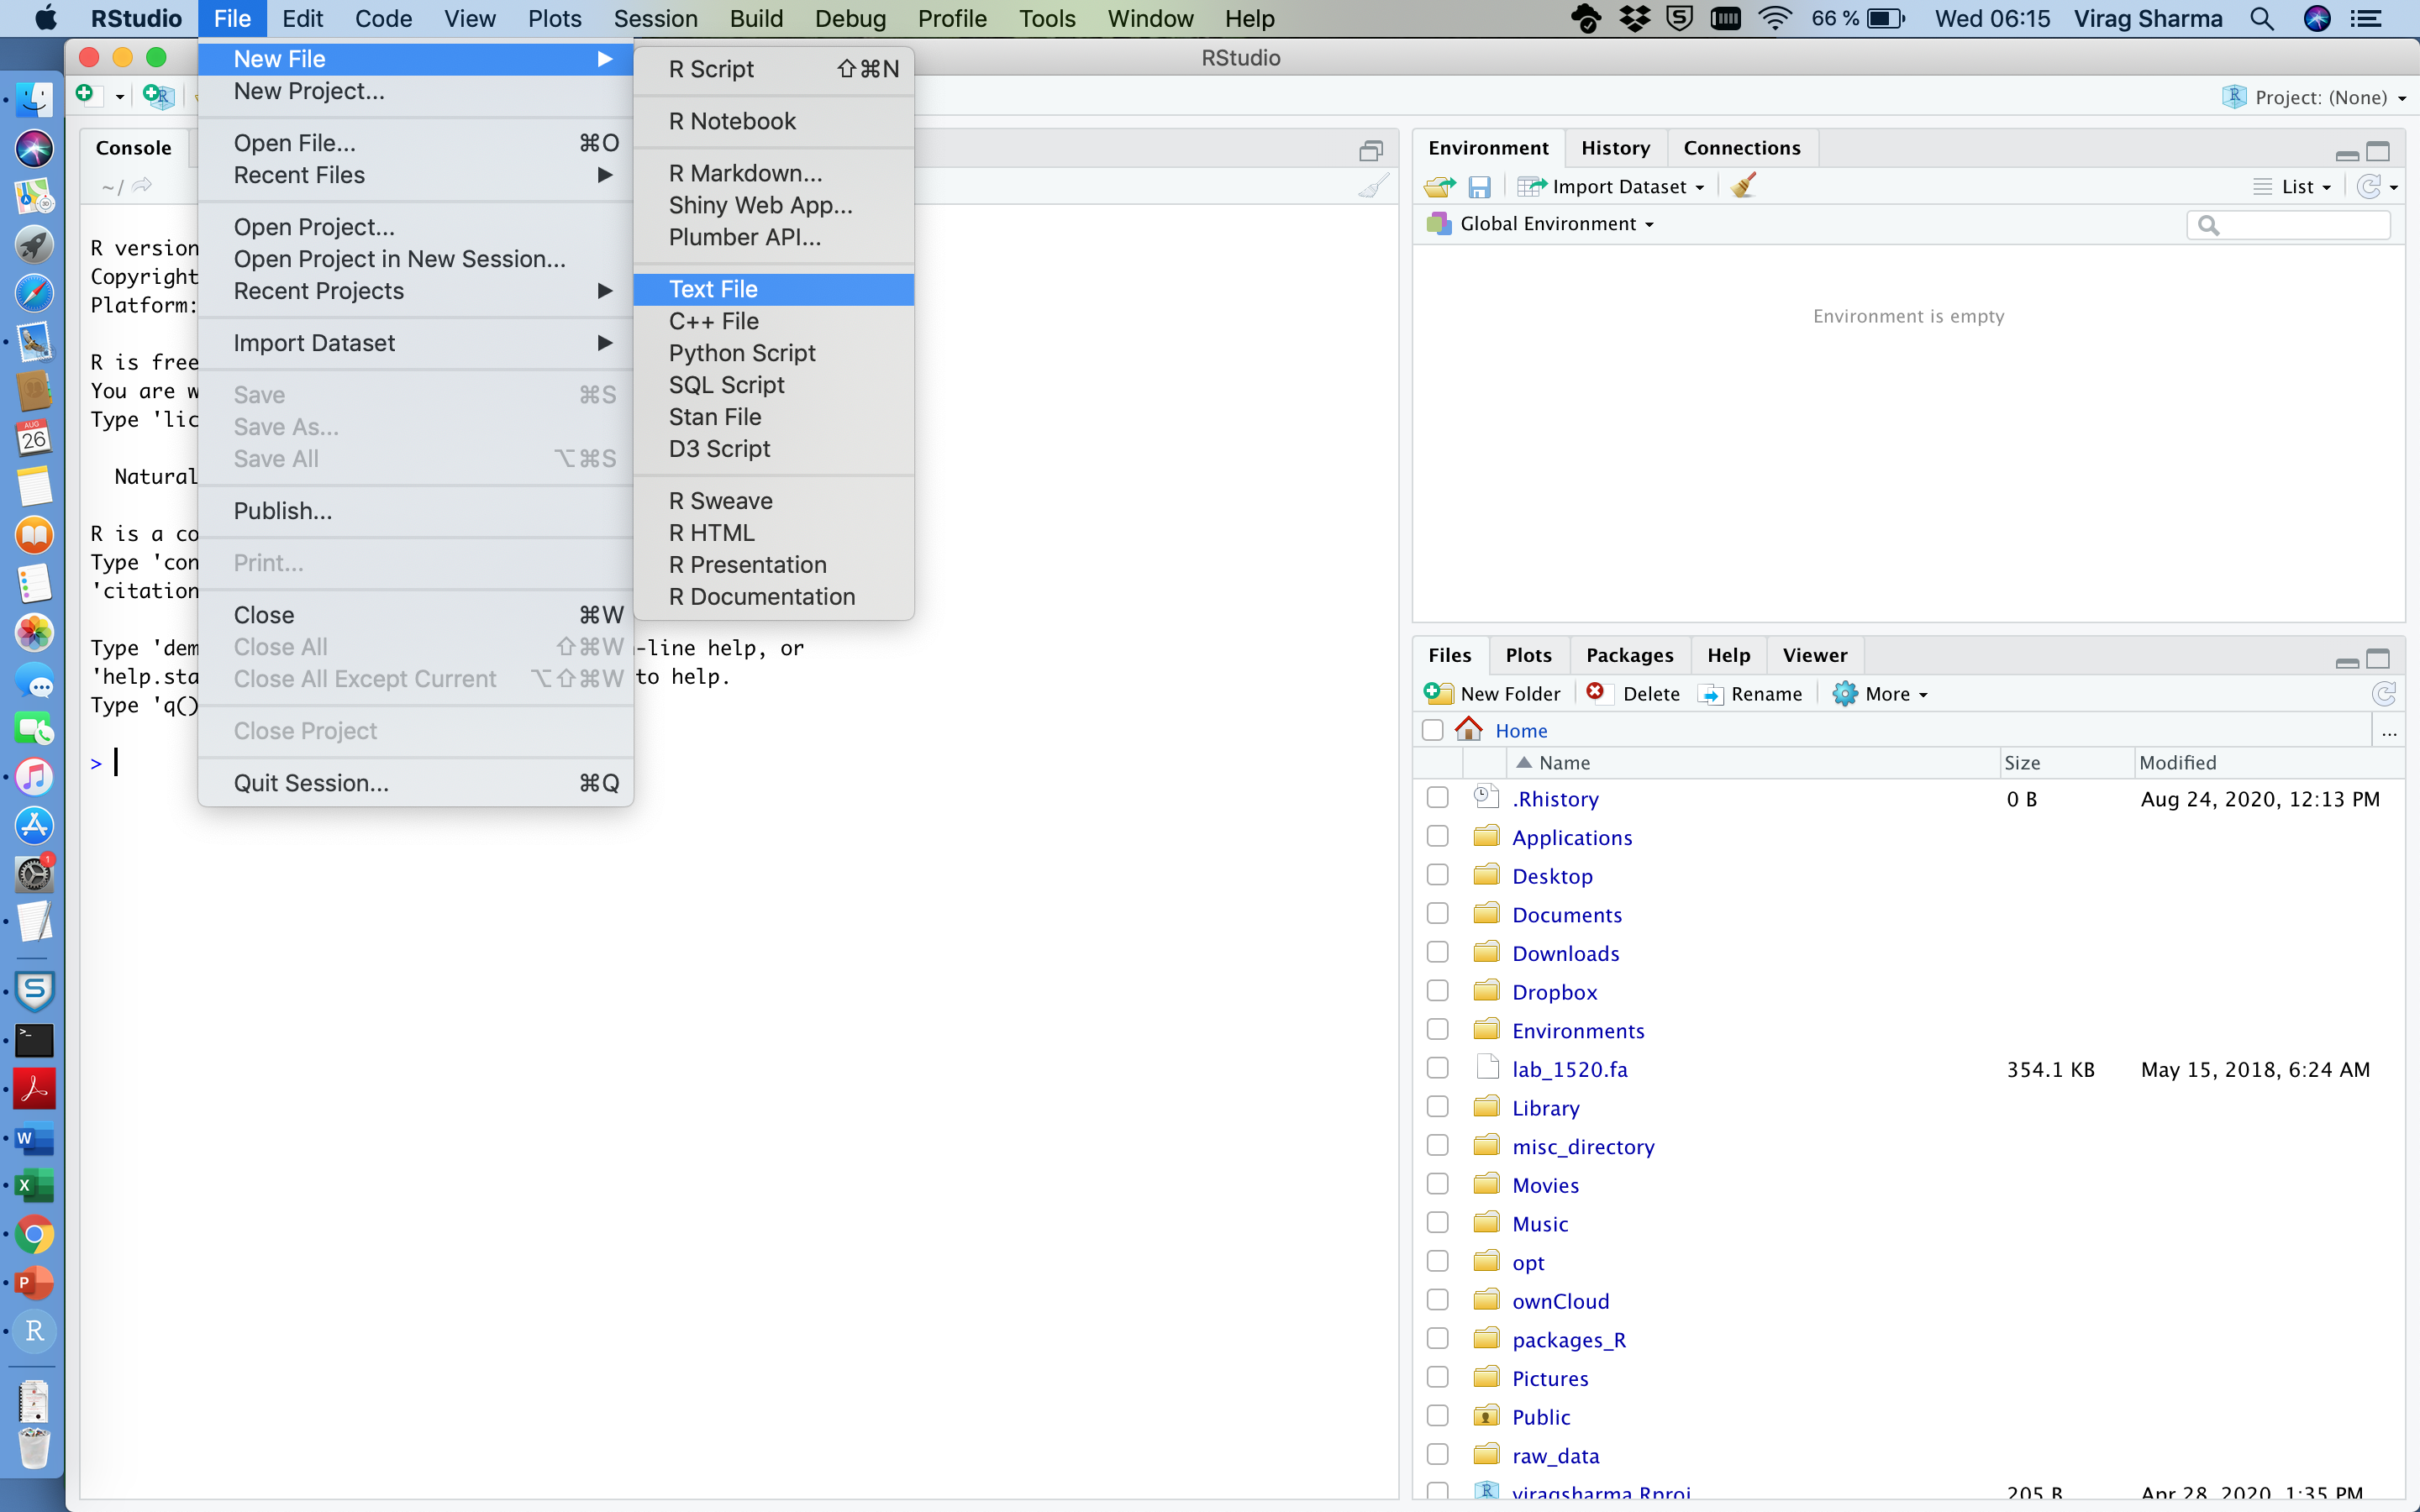 RStudio File Edit Code View Plots Session Build Debug Profile Tools Window Help 66 % Wed 06:15 Virag Sharma
RStudio
Project: (None)
New File
New Project...
Open File... ⌘O
Recent Files
Open Project...
Open Project in New Session...
Recent Projects
Import Dataset
Save ⌘S
Save As...
Save All ⌥⌘S
Publish...
Print...
Close ⌘W
Close All ⇧⌘W
Close All Except Current ⌥⇧⌘W
Close Project
Quit Session... ⌘Q
R Script ⇧⌘N
R Notebook
R Markdown...
Shiny Web App...
Plumber API...
Text File
C++ File
Python Script
SQL Script
Stan File
D3 Script
R Sweave
R HTML
R Presentation
R Documentation
Console
~/
R version
Copyright
Platform:
R is free
You are w
Type 'lic
Natural
R is a co
Type 'con
'citation
Type 'dem -line help, or
'help.sta to help.
Type 'q()
>
Environment History Connections
Import Dataset List
Global Environment
Environment is empty
Files Plots Packages Help Viewer
New Folder Delete Rename More
Home ...
Name Size Modified
.Rhistory 0 B Aug 24, 2020, 12:13 PM
Applications
Desktop
Documents
Downloads
Dropbox
Environments
lab_1520.fa 354.1 KB May 15, 2018, 6:24 AM
Library
misc_directory
Movies
Music
opt
ownCloud
packages_R
Pictures
Public
raw_data
viragsharma.Rproj 205 B Apr 28, 2020, 1:35 PM
AUG
26
1
S
>_
W
X
P
R